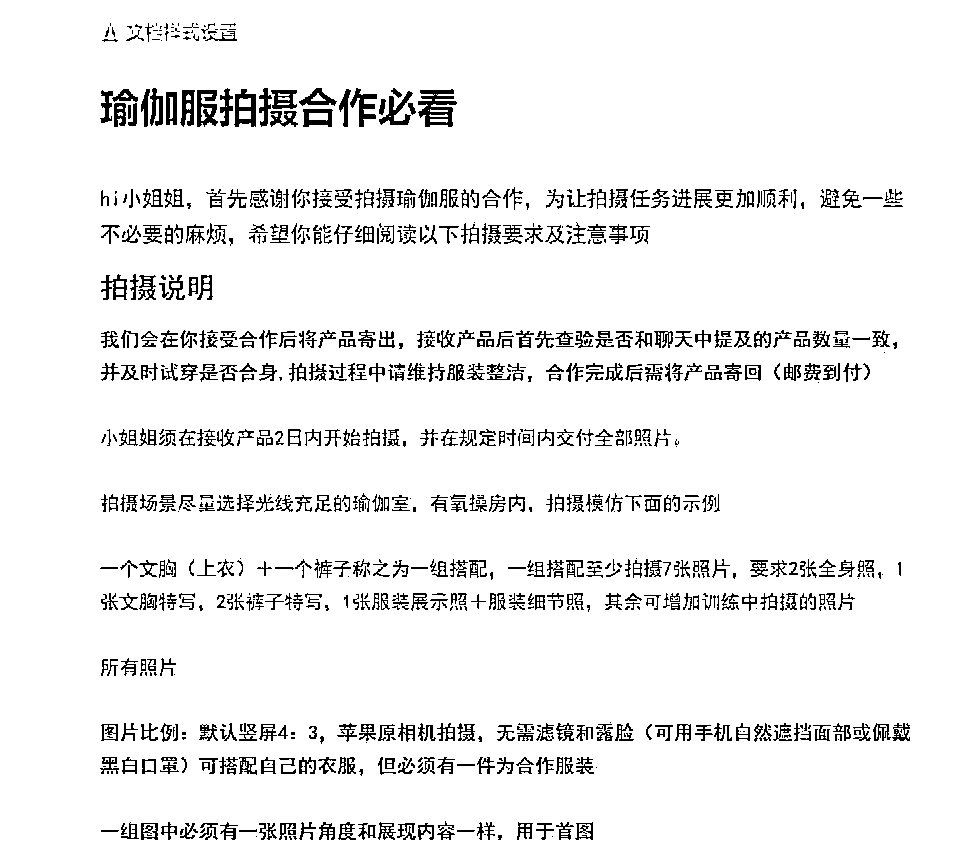 文档样式设置
瑜伽服拍摄合作必看
hi小姐姐，首先感谢你接受拍摄瑜伽服的合作，为让拍摄任务进展更加顺利，避免一些
不必要的麻烦，希望你能仔细阅读以下拍摄要求及注意事项
拍摄说明
我们会在你接受合作后将产品寄出，接收产品后首先查验是否和聊天中提及的产品数量一致，
并及时试穿是否合身,拍摄过程中请维持服装整洁，合作完成后需将产品寄回（邮费到付）
小姐姐须在接收产品2日内开始拍摄，并在规定时间内交付全部照片。
拍摄场景尽量选择光线充足的瑜伽室，有氧操房内，拍摄模仿下面的示例
一个文胸（上衣）＋一个裤子称之为一组搭配，一组搭配至少拍摄7张照片，要求2张全身照，1
张文胸特写，2张裤子特写，1张服装展示照＋服装细节照，其余可增加训练中拍摄的照片
所有照片
图片比例：默认竖屏4：3，苹果原相机拍摄，无需滤镜和露脸（可用手机自然遮挡面部或佩戴
黑白口罩）可搭配自己的衣服，但必须有一件为合作服装
一组图中必须有一张照片角度和展现内容一样，用于首图